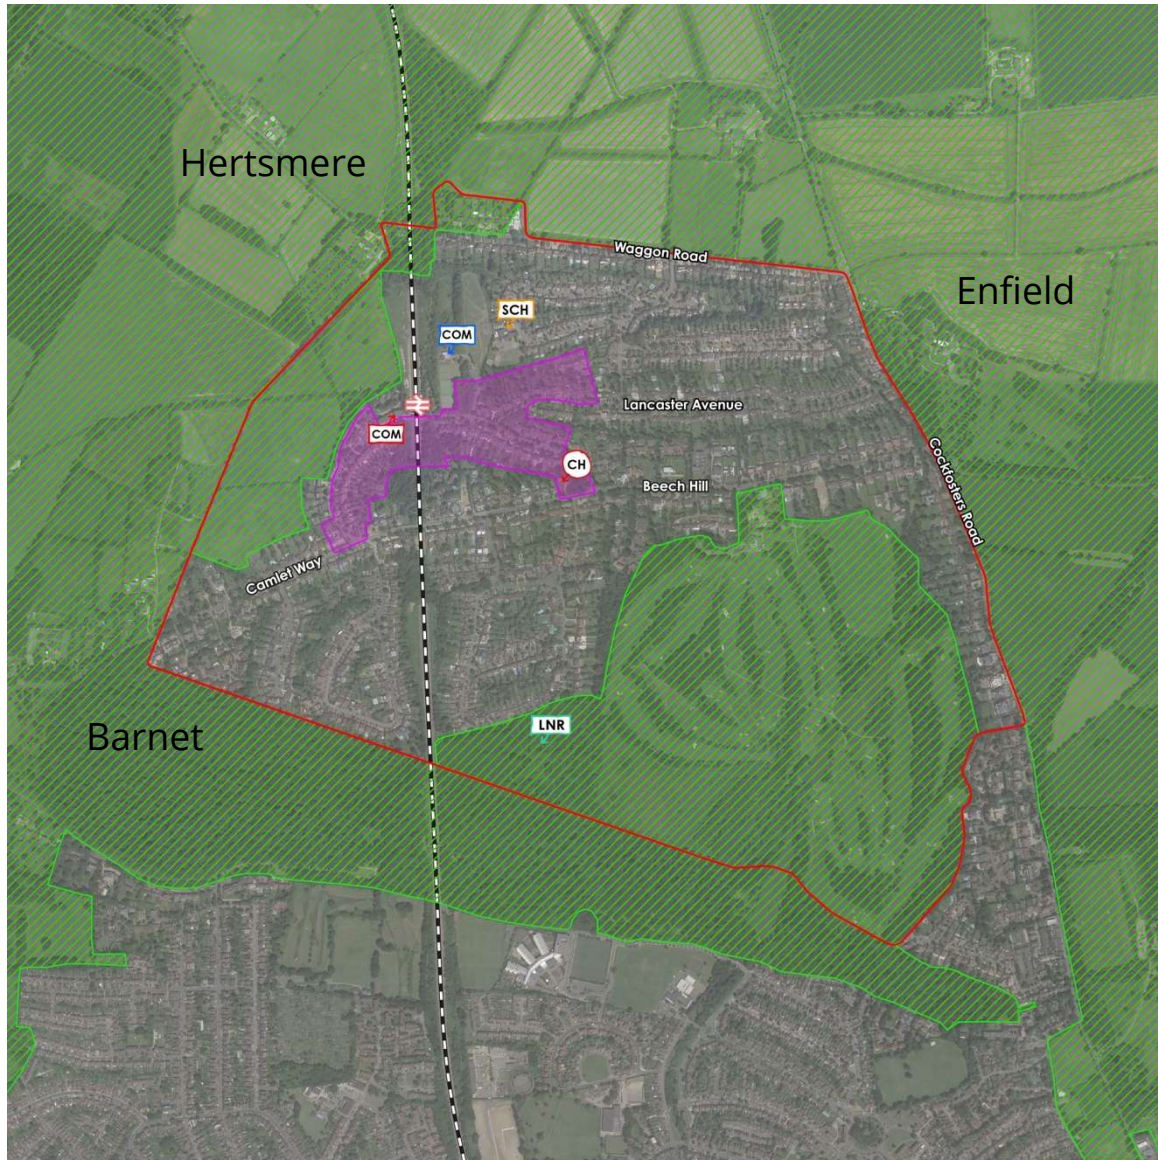 Hertsmere
Waggon Road
Enfield
SCH
COM
Lancaster Avenue
COM
Cockfosters Road
CH
Beech Hill
Camlet Way
LNR
Barnet